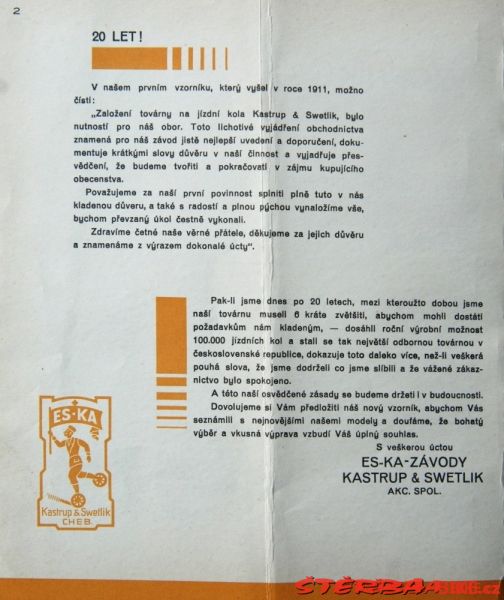 2
20 LET!
V našem prvním vzorníku, který vyšel v roce 1911, možno
čísti:
„Založení továrny na jízdní kola Kastrup & Swetlik, bylo
nutností pro náš obor. Toto lichotivé vyjádření obchodnictva
znamená pro náš závod jistě nejlepší uvedení a doporučení, doku-
mentuje krátkými slovy důvěru v naší činnost a vyjadřuje přes-
vědčení, že budeme tvořiti a pokračovati v zájmu kupujícího
obecenstva.
Považujeme za naší první povinnost splniti plně tuto v nás
kladenou důveru, a také s radostí a plnou pýchou vynaložíme vše,
bychom převzaný úkol čestně vykonali.
Zdravíme četné naše věrné přátele, děkujeme za jejich důvěru
a znamenáme z výrazem dokonalé úcty“.
Pak-li jsme dnes po 20 letech, mezi kteroužto dobou jsme
naší továrnu museli 6 kráte zvětšiti, abychom mohli dostáti
požadavkům nám kladeným, — dosáhli roční výrobní možnost
100.000 jízdních kol a stali se tak největší odbornou továrnou v
československé republice, dokazuje toto daleko více, než-li veškerá
pouhá slova, že jsme dodrželi co jsme slíbili a že vážené zákaz-
nictvo bylo spokojeno.
A této naší osvědčené zásady se budeme držeti i v budoucnosti.
Dovolujeme si Vám předložiti náš nový vzorník, abychom Vás
seznámili s nejnovějšími našemi modely a doufáme, že bohatý
výběr a vkusná výprava vzbudí Váš úplný souhlas.
S veškerou úctou
ES-KA-ZÁVODY
KASTRUP & SWETLIK
AKC. SPOL.
ES-KA
Kastrup & Swetlik
CHEB